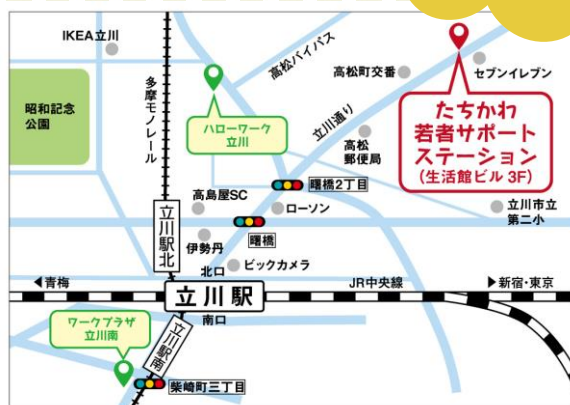 IKEA立川
多摩モノレール
高松バイパス
高松町交番
セブンイレブン
昭和記念
公園
ハローワーク
立川
立川通り
高松
郵便局
たちかわ
若者サポート
ステーション
(生活館ビル 3F)
曙橋2丁目
高島屋SC
ローソン
立川市立
第二小
曙橋
伊勢丹
立川駅北
北口
ビックカメラ
◀青梅
立川駅
JR中央線
▶新宿・東京
南口
ワークプラザ
立川南
立川駅南
柴崎町三丁目